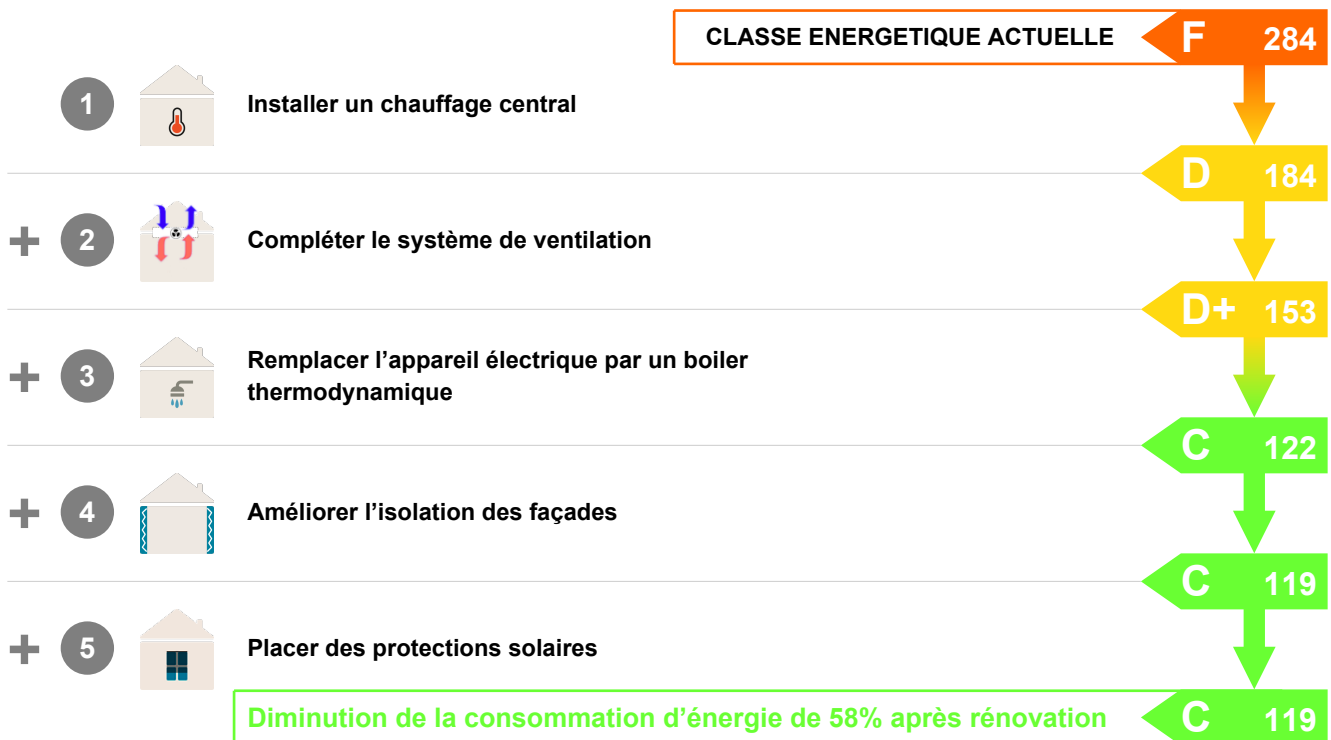 CLASSE ENERGETIQUE ACTUELLE F 284
1 Installer un chauffage central
D 184
+ 2 Compléter le système de ventilation
D+ 153
+ 3 Remplacer l’appareil électrique par un boiler
thermodynamique
C 122
+ 4 Améliorer l’isolation des façades
C 119
+ 5 Placer des protections solaires
Diminution de la consommation d’énergie de 58% après rénovation C 119